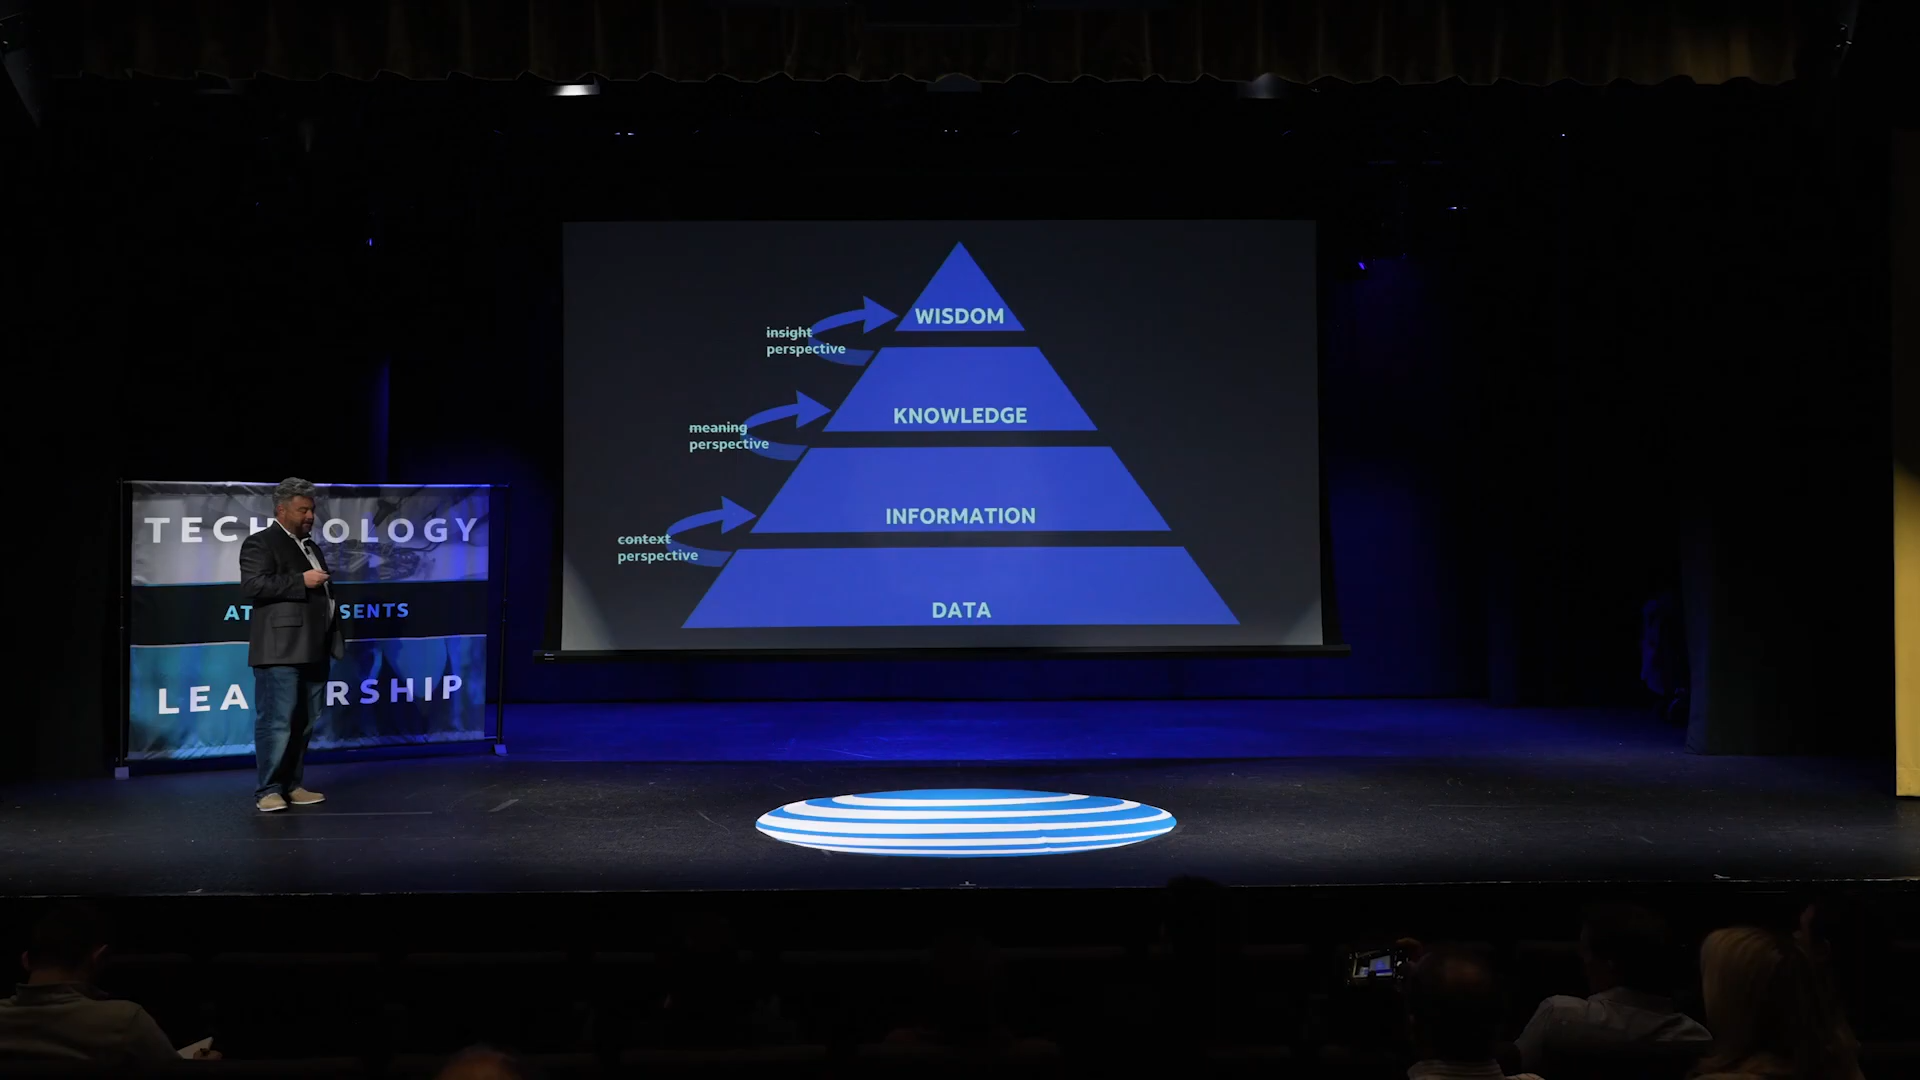 WISDOM
insight
perspective
KNOWLEDGE
meaning
perspective
INFORMATION
context
perspective
DATA
TECH OLOGY
AT SENTS
LEA RSHIP